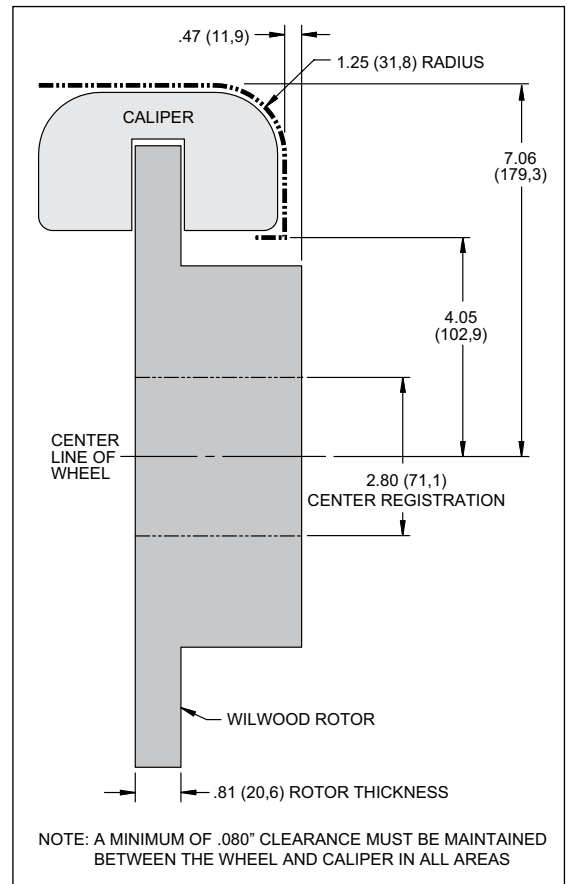 .47 (11,9)
1.25 (31,8) RADIUS
CALIPER
7.06
(179,3)
4.05
(102,9)
CENTER
LINE OF
WHEEL
2.80 (71,1)
CENTER REGISTRATION
WILWOOD ROTOR
.81 (20,6) ROTOR THICKNESS
NOTE: A MINIMUM OF .080" CLEARANCE MUST BE MAINTAINED
BETWEEN THE WHEEL AND CALIPER IN ALL AREAS